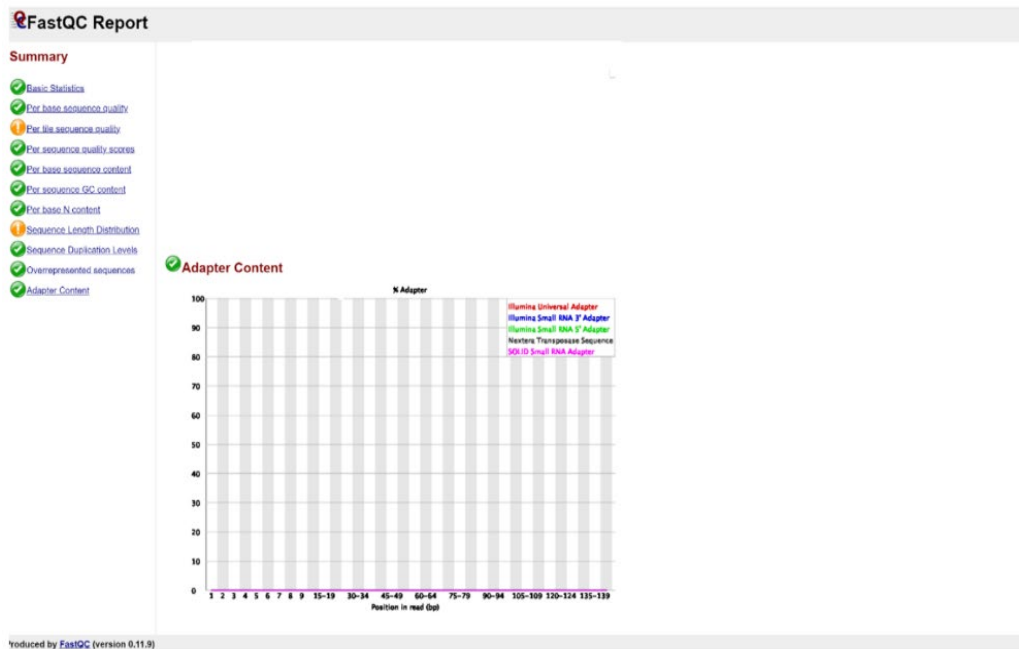 FastQC Report
Summary
Basic Statistics
Per base sequence quality
Per tile sequence quality
Per sequence quality scores
Per base sequence content
Per sequence GC content
Per base N content
Sequence Length Distribution
Sequence Duplication Levels
Overrepresented sequences
Adapter Content
Adapter Content
% Adapter
100
90
80
70
60
50
40
30
20
10
0
Illumina Universal Adapter
Illumina Small RNA 3' Adapter
Illumina Small RNA 5' Adapter
Nextera Transposase Sequence
SOLID Small RNA Adapter
1 2 3 4 5 6 7 8 9 15-19 30-34 45-49 60-64 75-79 90-94 105-109 120-124 135-139
Position in read (bp)
Produced by FastQC (version 0.11.9)